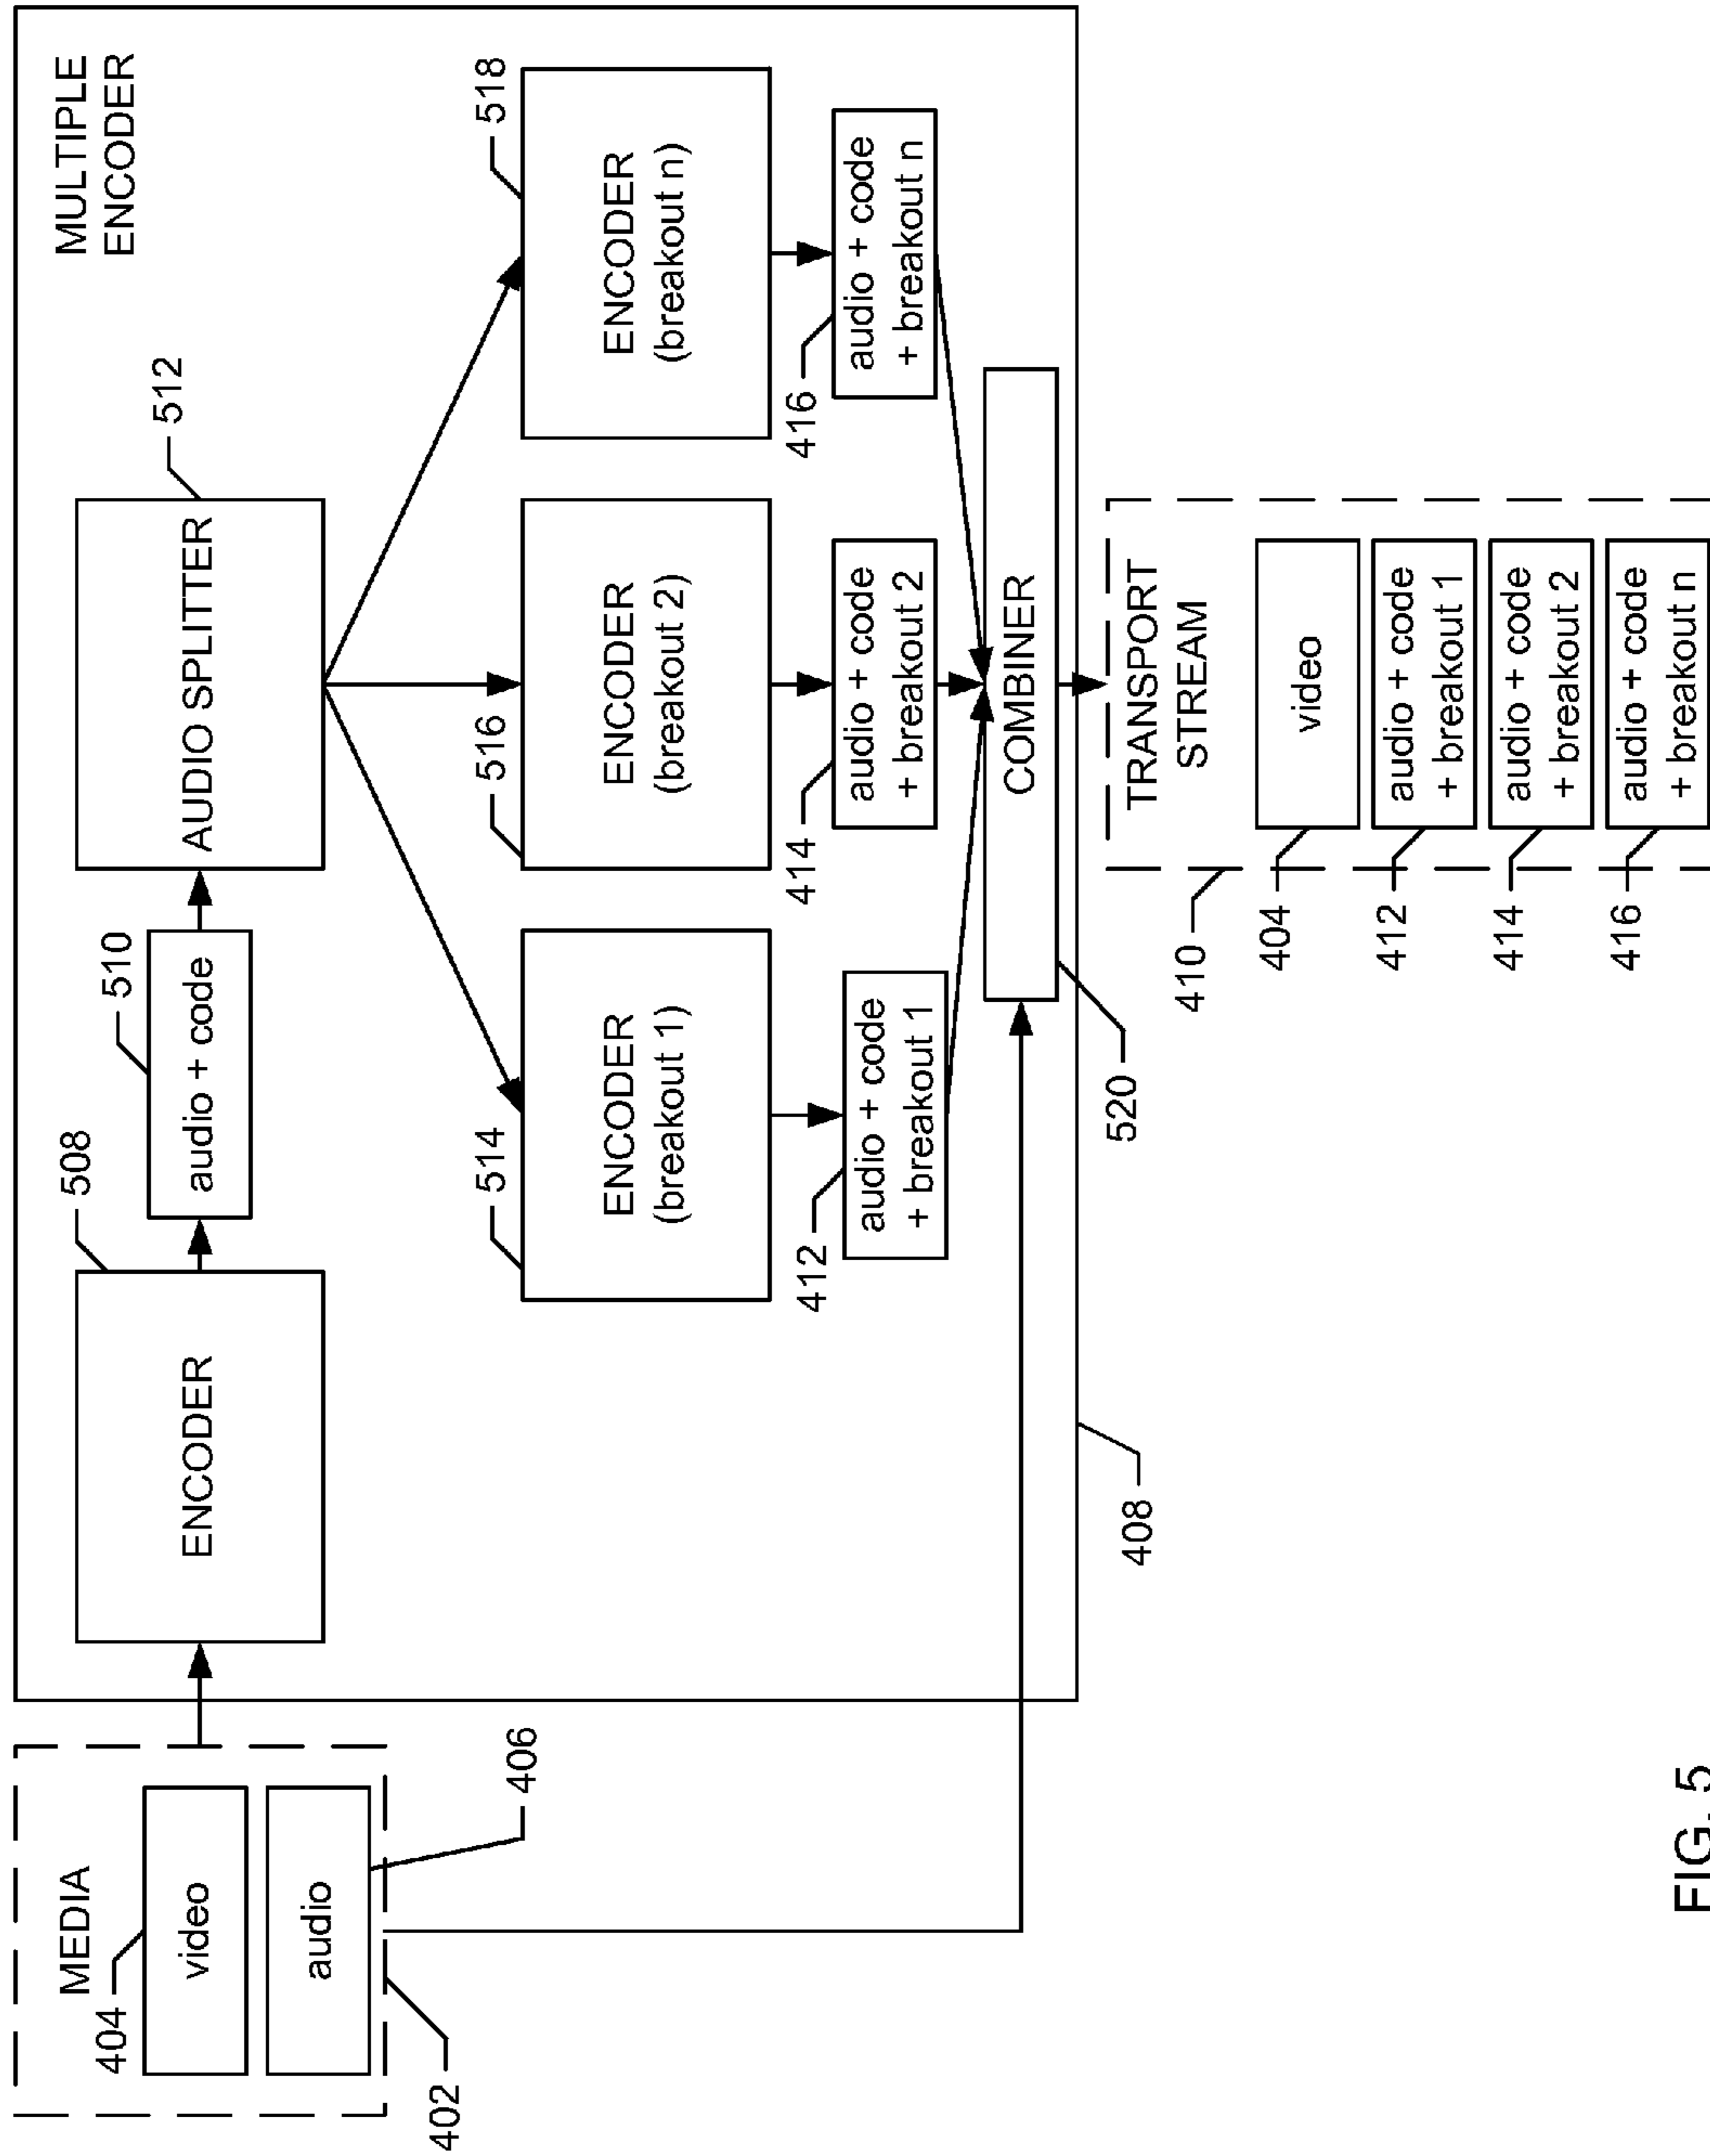 MEDIA
404
video
audio
406
402
ENCODER
508
audio + code
510
AUDIO SPLITTER
512
MULTIPLE
ENCODER
ENCODER
(breakout 1)
514
ENCODER
(breakout 2)
516
ENCODER
(breakout n)
518
audio + code
+ breakout 1
412
audio + code
+ breakout 2
414
audio + code
+ breakout n
416
COMBINER
520
408
TRANSPORT
STREAM
410
video
404
audio + code
+ breakout 1
412
audio + code
+ breakout 2
414
audio + code
+ breakout n
416
FIG. 5